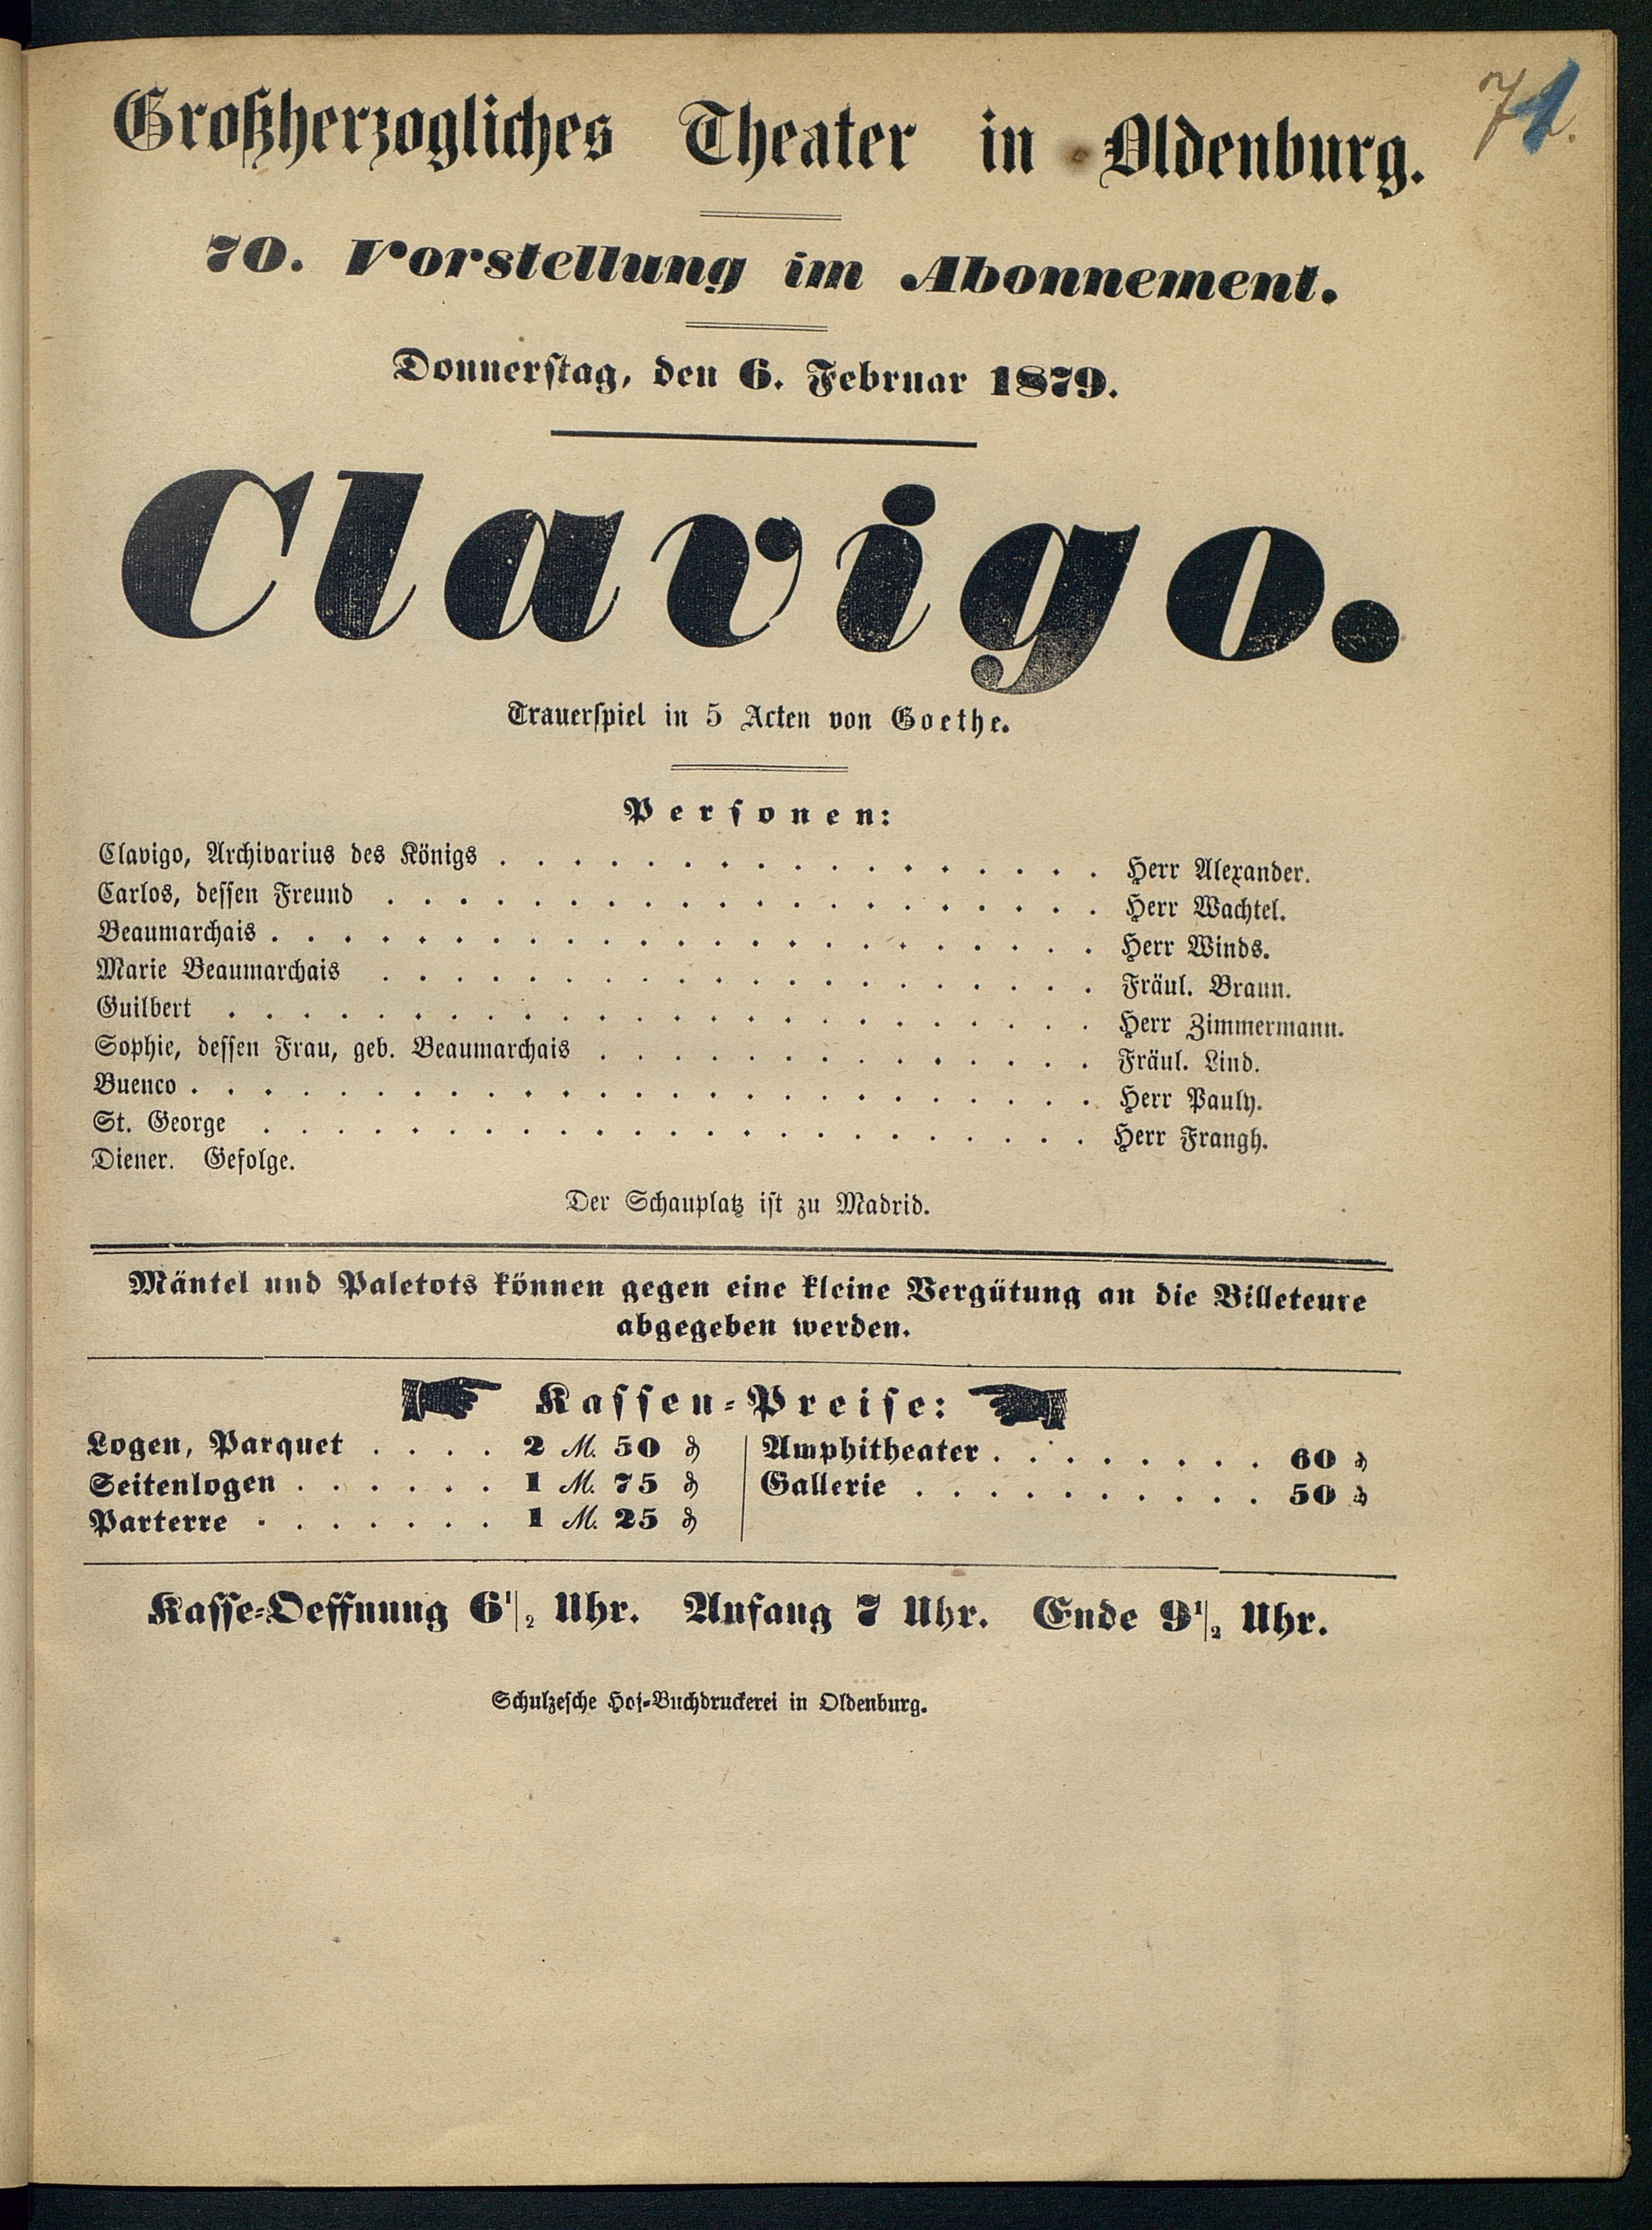 71.
Großherzogliches Theater in Oldenburg.
70. Vorstellung im Abonnement.
Donnerstag, den 6. Februar 1879.
Clavigo.
Trauerspiel in 5 Acten von Goethe.
Personen:
Clavigo, Archivarius des Königs . . . . . . . . . . . . . . . . . Herr Alexander.
Carlos, dessen Freund . . . . . . . . . . . . . . . . . . . . Herr Wachtel.
Beaumarchais . . . . . . . . . . . . . . . . . . . . . . . Herr Winds.
Marie Beaumarchais . . . . . . . . . . . . . . . . . . . . Fräul. Braun.
Guilbert . . . . . . . . . . . . . . . . . . . . . . . . Herr Zimmermann.
Sophie, dessen Frau, geb. Beaumarchais . . . . . . . . . . . . . . Fräul. Lind.
Buenco . . . . . . . . . . . . . . . . . . . . . . . . . Herr Pauly.
St. George . . . . . . . . . . . . . . . . . . . . . . . Herr Frangh.
Diener. Gefolge.
Der Schauplatz ist zu Madrid.
Mäntel und Paletots können gegen eine kleine Vergütung an die Billeteure
abgegeben werden.
Kassen-Preise:
Logen, Parquet . . . . 2 M. 50 ₰
Seitenlogen . . . . . . 1 M. 75 ₰
Parterre . . . . . . . 1 M. 25 ₰
Amphitheater . . . . . . . . 60 ₰
Gallerie . . . . . . . . . . 50 ₰
Kasse-Oeffnung 6 1/2 Uhr. Anfang 7 Uhr. Ende 9 1/2 Uhr.
Schulzesche Hof-Buchdruckerei in Oldenburg.